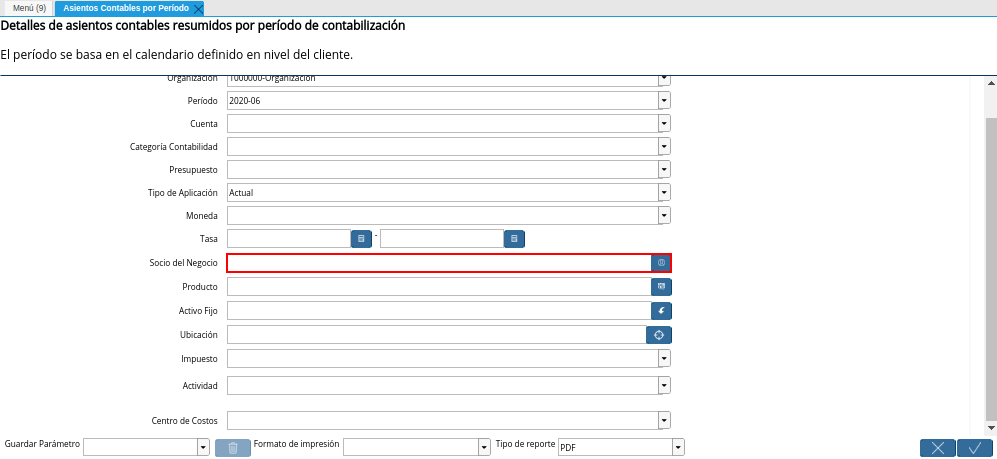 Menú (9) Asientos Contables por Período
Detalles de asientos contables resumidos por período de contabilización
El período se basa en el calendario definido en nivel del cliente.
Organización 1000000-Organización
Período 2020-06
Cuenta
Categoría Contabilidad
Presupuesto
Tipo de Aplicación Actual
Moneda
Tasa -
Socio del Negocio
Producto
Activo Fijo
Ubicación
Impuesto
Actividad
Centro de Costos
Guardar Parámetro Formato de impresión Tipo de reporte PDF